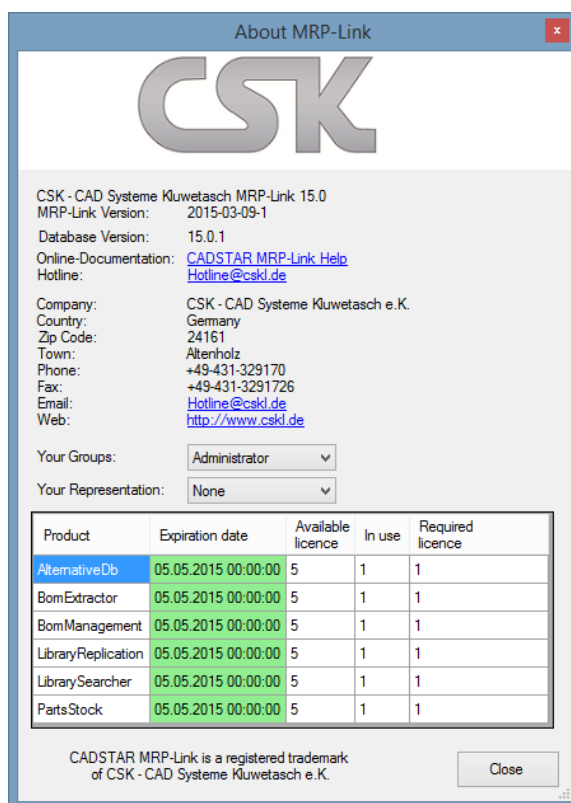 About MRP-Link
x
CSK
CSK - CAD Systeme Kluwetasch MRP-Link 15.0
MRP-Link Version: 2015-03-09-1
Database Version: 15.0.1
Online-Documentation: CADSTAR MRP-Link Help
Hotline: Hotline@cskl.de
Company: CSK - CAD Systeme Kluwetasch e.K.
Country: Germany
Zip Code: 24161
Town: Altenholz
Phone: +49-431-329170
Fax: +49-431-3291726
Email: Hotline@cskl.de
Web: http://www.cskl.de
Your Groups: Administrator
Your Representation: None
Product Expiration date Available licence In use Required licence
AlternativeDb 05.05.2015 00:00:00 5 1 1
BomExtractor 05.05.2015 00:00:00 5 1 1
BomManagement 05.05.2015 00:00:00 5 1 1
LibraryReplication 05.05.2015 00:00:00 5 1 1
LibrarySearcher 05.05.2015 00:00:00 5 1 1
PartsStock 05.05.2015 00:00:00 5 1 1
CADSTAR MRP-Link is a registered trademark
of CSK - CAD Systeme Kluwetasch e.K.
Close